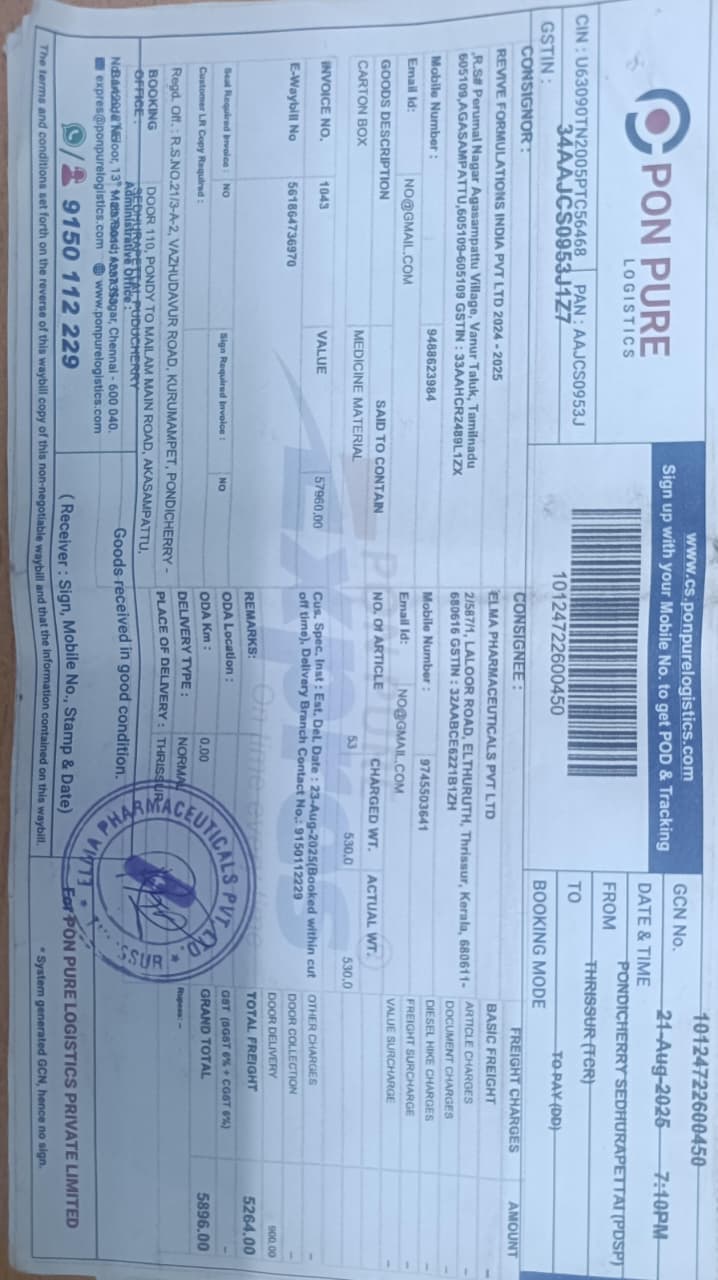 PON PURE
LOGISTICS
www.cs.ponpurelogistics.com
Sign up with your Mobile No. to get POD & Tracking
CIN : U63090TN2005PTC56468 PAN : AAJCS0953J
GSTIN : 34AAJCS0953J1Z7
10124722600450
GCN No. 10124722600450
DATE & TIME 21-Aug-2025 7:10PM
FROM PONDICHERRY SEDHURAPETTAI (PDSP)
TO THRISSUR (TCR)
BOOKING MODE TO PAY (DD)
CONSIGNOR :
REVIVE FORMULATIONS INDIA PVT LTD 2024 - 2025
,R.S# Perumal Nagar Agasampattu Village, Vanur Taluk, Tamilnadu
605109,AGASAMPATTU,605109-605109 GSTIN : 33AAHCR2489L1ZX
Mobile Number : 9488623984
Email Id: NO@GMAIL.COM
CONSIGNEE :
ELMA PHARMACEUTICALS PVT LTD
2/587/1, LALOOR ROAD, ELTHURUTH, Thrissur, Kerala, 680611-
680616 GSTIN : 32AABCE6221B1ZH
Mobile Number : 9745503641
Email Id: NO@GMAIL.COM
FREIGHT CHARGES AMOUNT
BASIC FREIGHT -
ARTICLE CHARGES -
DOCUMENT CHARGES -
DIESEL HIKE CHARGES -
FREIGHT SURCHARGE -
VALUE SURCHARGE -
OTHER CHARGES -
DOOR COLLECTION -
DOOR DELIVERY 900.00
TOTAL FREIGHT 5264.00
GST (SGST 6% + CGST 6%) -
GRAND TOTAL 5896.00
Rupees: -
GOODS DESCRIPTION SAID TO CONTAIN NO. Of ARTICLE CHARGED WT. ACTUAL WT.
CARTON BOX MEDICINE MATERIAL 53 530.0 530.0
INVOICE NO. 1043 VALUE 57960.00
E-Waybill No 561864736970
Cus. Spec. Inst : Est. Del. Date : 23-Aug-2025(Booked within cut
off time), Delivery Branch Contact No.: 9150112229
Seal Required Invoice : NO Sign Required Invoice : NO
Customer LR Copy Required :
REMARKS:
ODA Location :
ODA Km : 0.00
DELIVERY TYPE : NORMAL
PLACE OF DELIVERY : THRISSUR
Regd. Off. : R.S.NO.21/3-A-2, VAZHUDAVUR ROAD, KURUMAMPET, PONDICHERRY -
BOOKING OFFICE : DOOR 110, PONDY TO MAILAM MAIN ROAD, AKASAMPATTU,
SEDHURAPETTAI, PUDUCHERRY
Administrative Office :
Nagar, Chennai - 600 040.
expres@ponpurelogistics.com www.ponpurelogistics.com
9150 112 229
Goods received in good condition.
( Receiver : Sign, Mobile No., Stamp & Date)
For PON PURE LOGISTICS PRIVATE LIMITED
The terms and conditions set forth on the reverse of this waybill copy of this non-negotiable waybill and that the information contained on this waybill.
* System generated GCN, hence no sign.
PHARMACEUTICALS PVT
SSUR